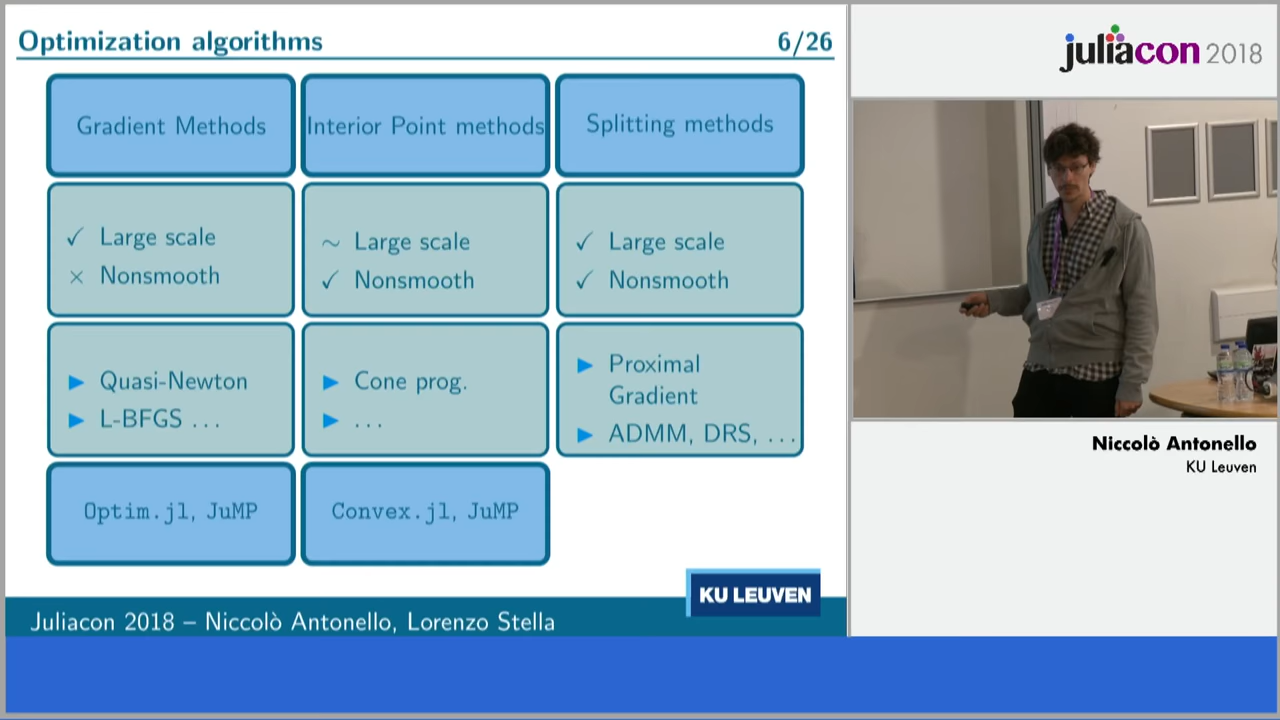 Optimization algorithms
6/26
Gradient Methods
Interior Point methods
Splitting methods
✓ Large scale
× Nonsmooth
∼ Large scale
✓ Nonsmooth
✓ Large scale
✓ Nonsmooth
▶ Quasi-Newton
▶ L-BFGS ...
▶ Cone prog.
▶ ...
▶ Proximal
Gradient
▶ ADMM, DRS, ...
Optim.jl, JuMP
Convex.jl, JuMP
KU LEUVEN
Juliacon 2018 – Niccolò Antonello, Lorenzo Stella
juliacon 2018
Niccolò Antonello
KU Leuven